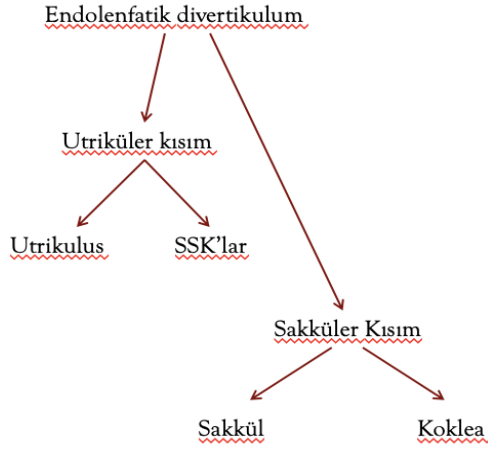 Endolenfatik divertikulum
Utriküler kısım
Utrikulus
SSK'lar
Sakküler Kısım
Sakkül
Koklea